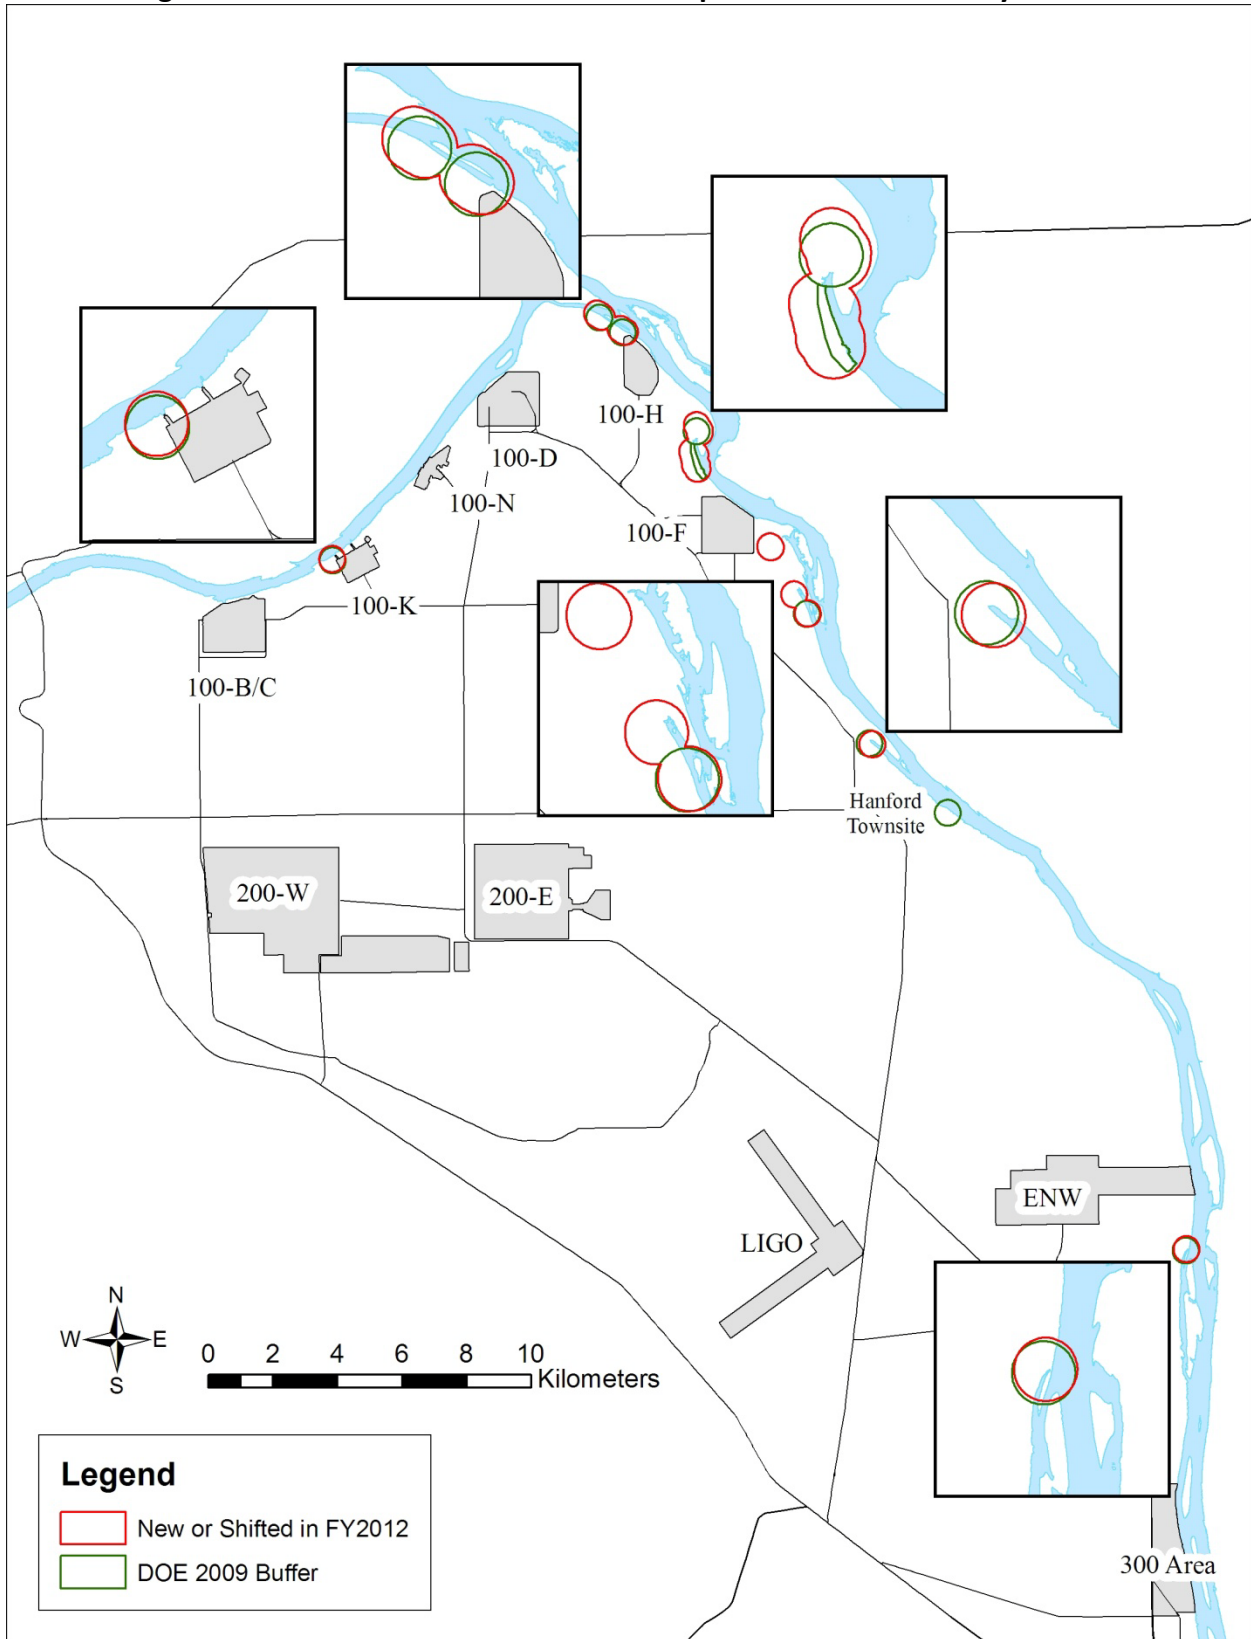 100-H
100-D
100-N
100-F
100-K
100-B/C
Hanford
Townsite
200-W
200-E
ENW
LIGO
N
W E
S
0 2 4 6 8 10
Kilometers
Legend
New or Shifted in FY2012
DOE 2009 Buffer
300 Area